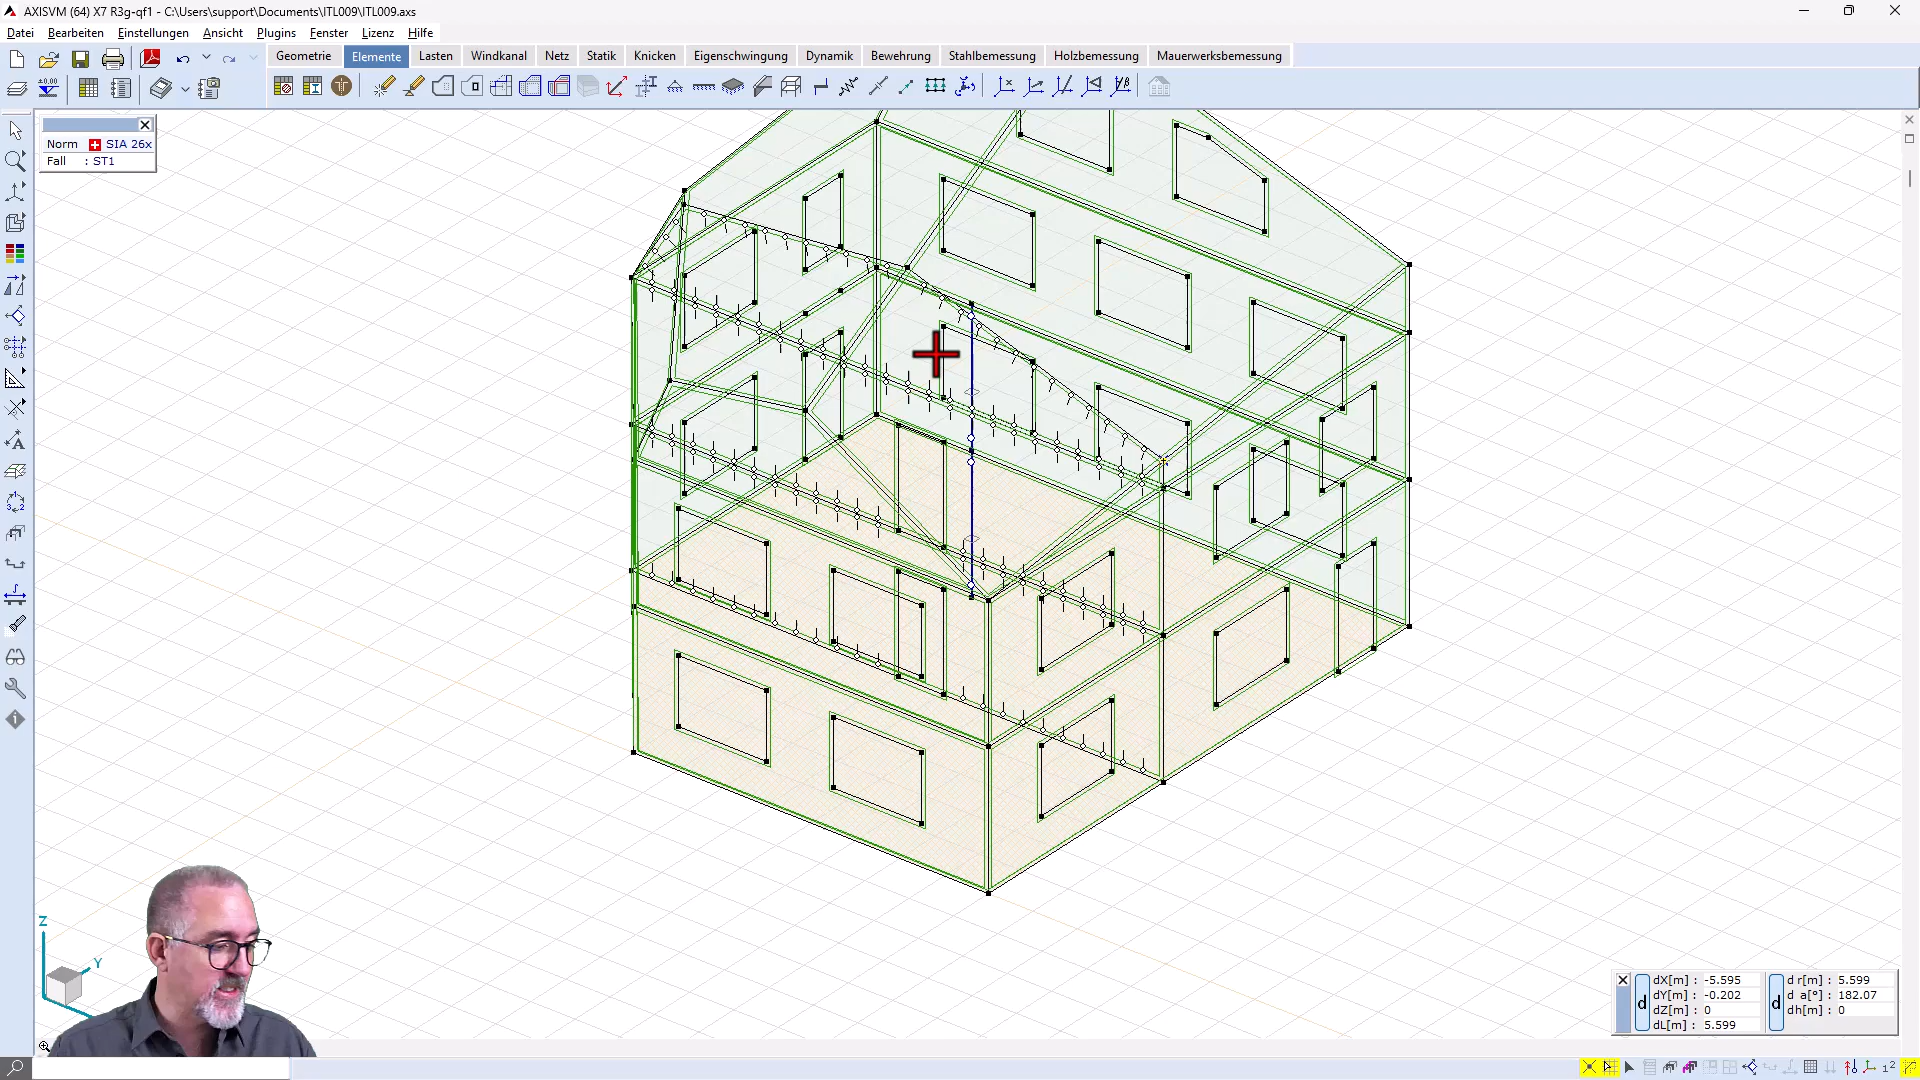 AXISVM (64) X7 R3g-qf1 - C:\Users\support\Documents\ITL009\ITL009.axs
Datei Bearbeiten Einstellungen Ansicht Plugins Fenster Lizenz Hilfe
Geometrie Elemente Lasten Windkanal Netz Statik Knicken Eigenschwingung Dynamik Bewehrung Stahlbemessung Holzbemessung Mauerwerksbemessung
Norm SIA 26x
Fall : ST1
Z
Y
dX[m] : -5.595
dY[m] : -0.202
dZ[m] : 0
dL[m] : 5.599
d
d r[m] : 5.599
d a[°] : 182.07
dh[m] : 0
d